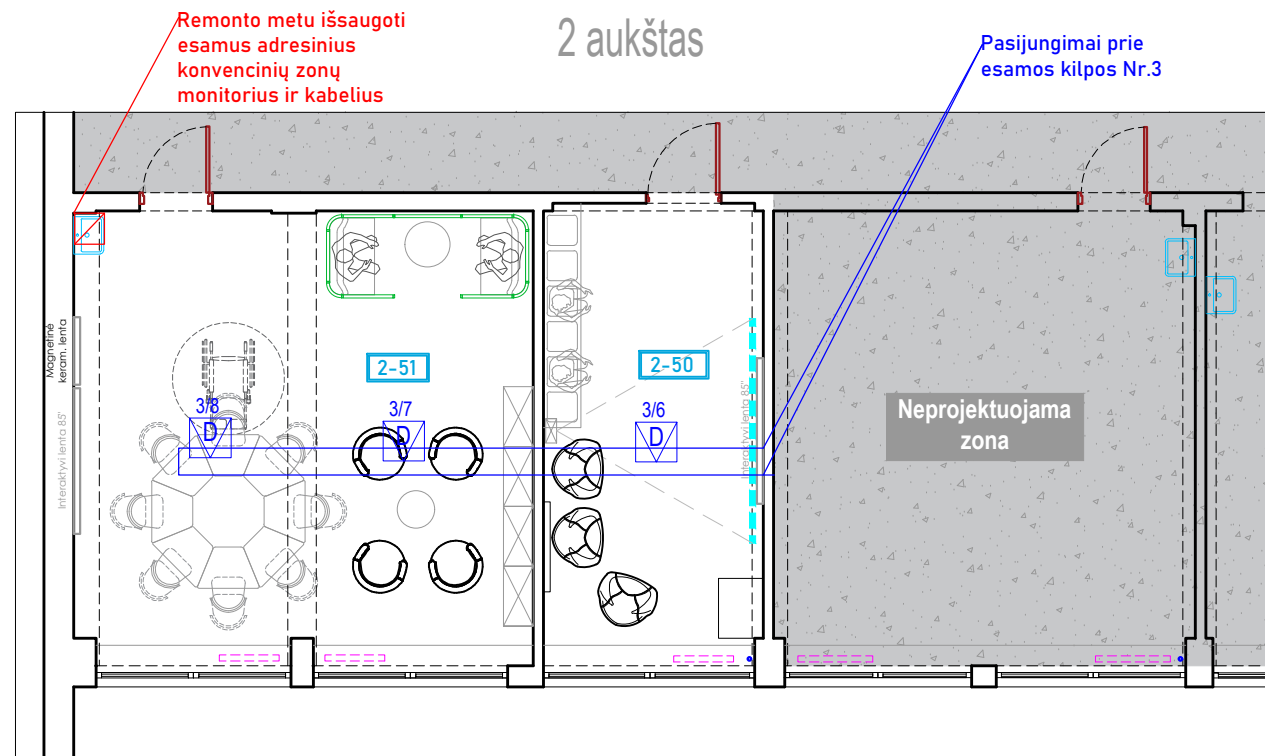 2 aukštas
Remonto metu išsaugoti
esamus adresinius
konvencinių zonų
monitorius ir kabelius
Pasijungimai prie
esamos kilpos Nr.3
Magnetinė
keram. lenta
Interaktyvi lenta 85"
2-51
2-50
3/8
D
3/7
D
3/6
D
Interaktyvi lenta 85"
Neprojektuojama
zona